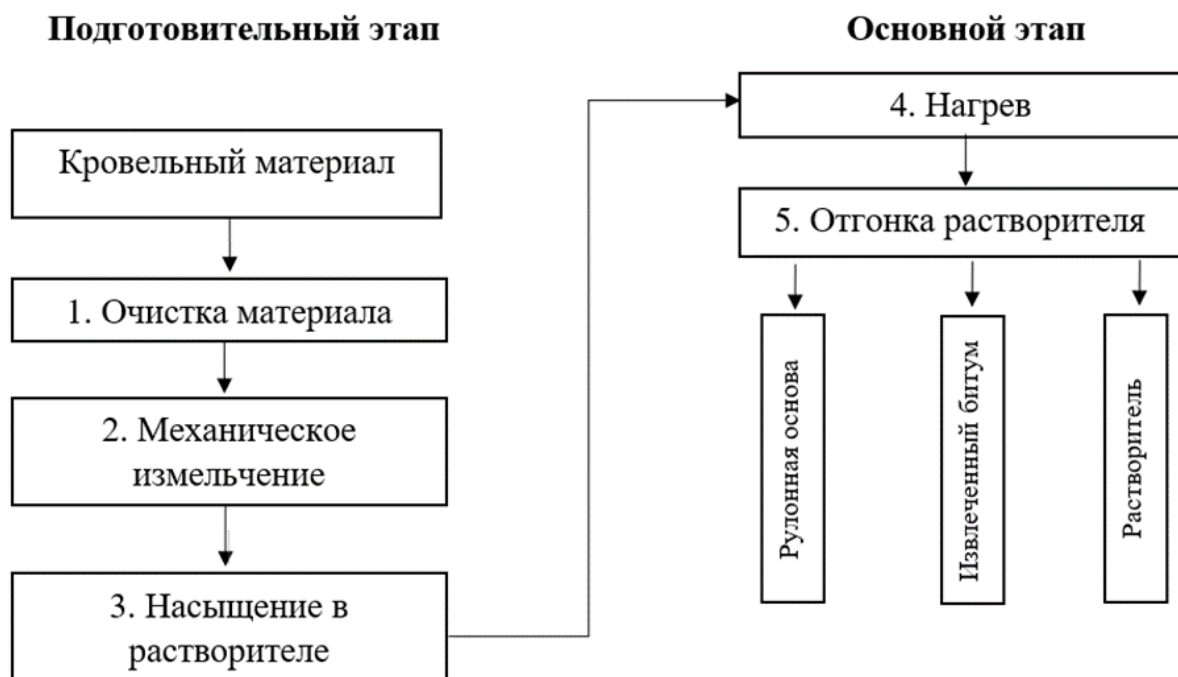 Подготовительный этап
Кровельный материал
1. Очистка материала
2. Механическое
измельчение
3. Насыщение в
растворителе
Основной этап
4. Нагрев
5. Отгонка растворителя
Рулонная основа
Извлеченный битум
Растворитель